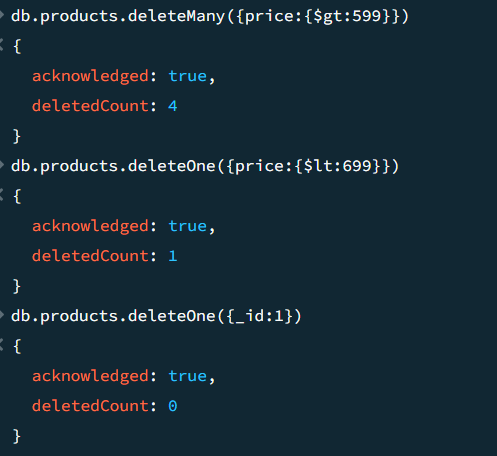 db.products.deleteMany({price:{$gt:599}})
{
acknowledged: true,
deletedCount: 4
}
db.products.deleteOne({price:{$lt:699}})
{
acknowledged: true,
deletedCount: 1
}
db.products.deleteOne({_id:1})
{
acknowledged: true,
deletedCount: 0
}